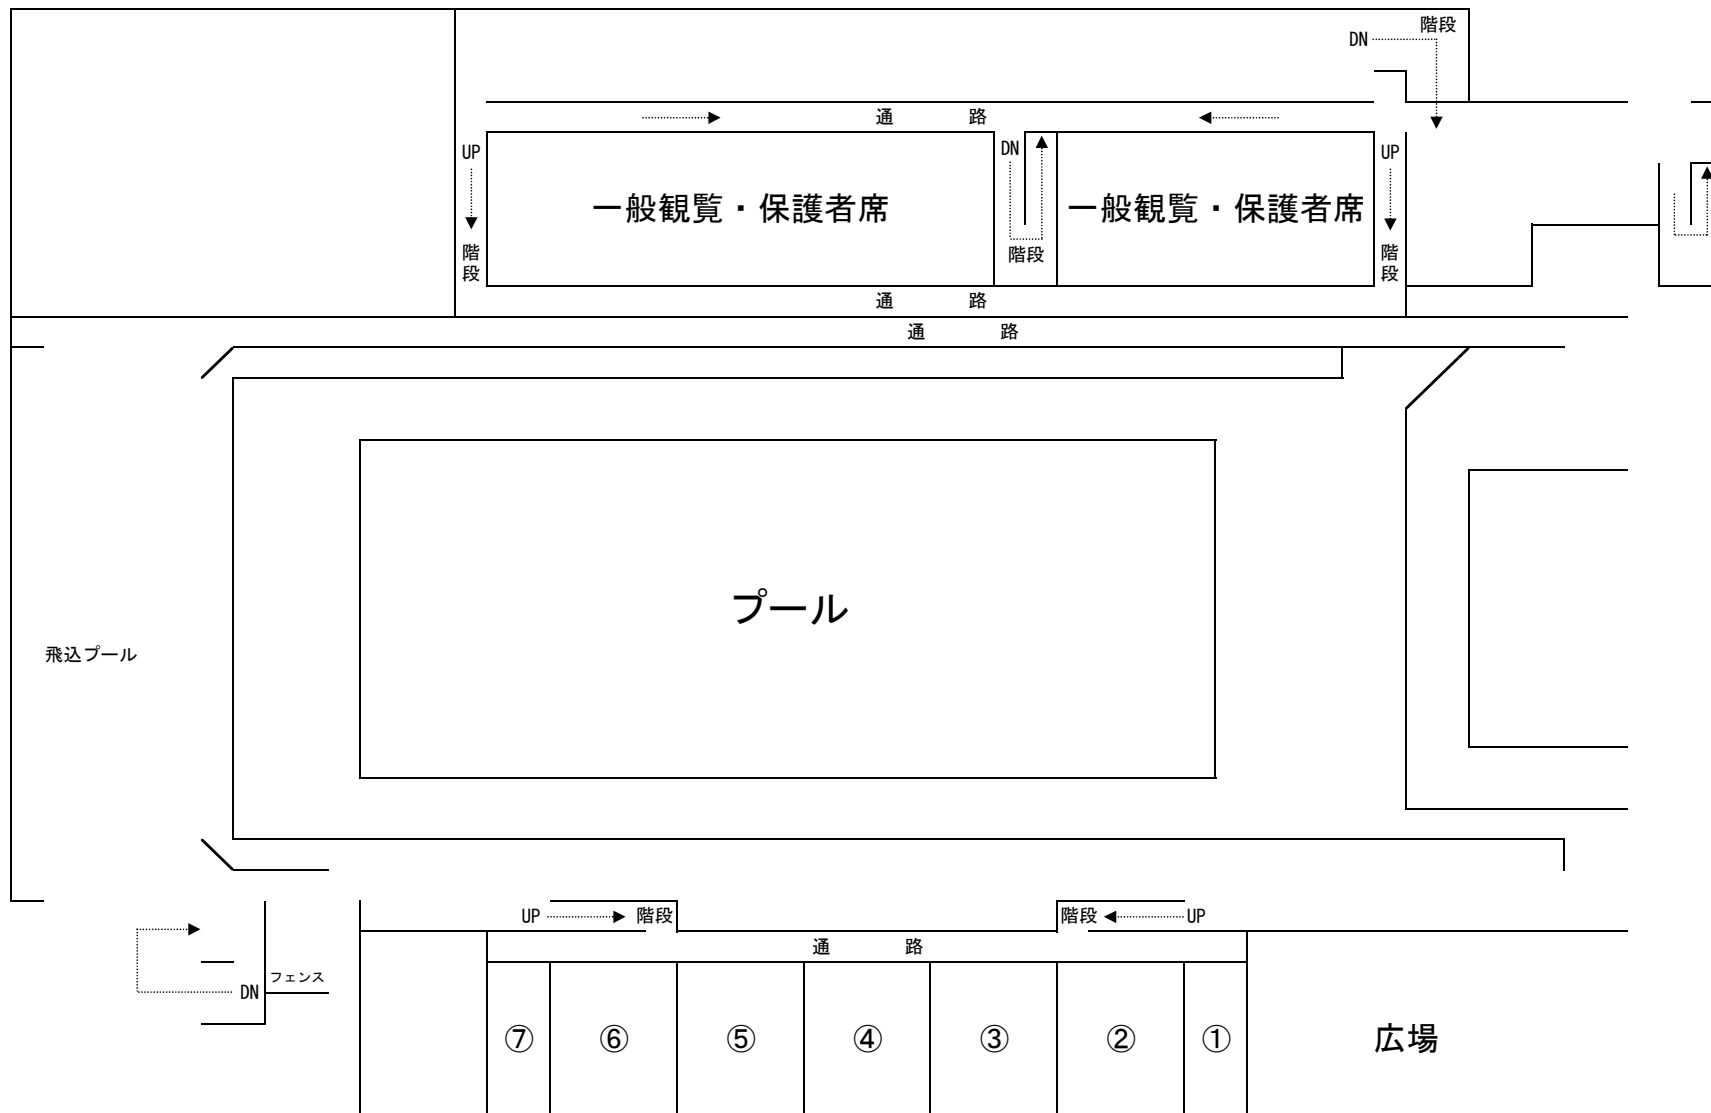 階段
DN
通　路
UP
DN
UP
一般観覧・保護者席
一般観覧・保護者席
階段
階段
階段
通　路
通　路
プール
飛込プール
UP
階段
階段
UP
通　路
フェンス
DN
⑦
⑥
⑤
④
③
②
①
広場